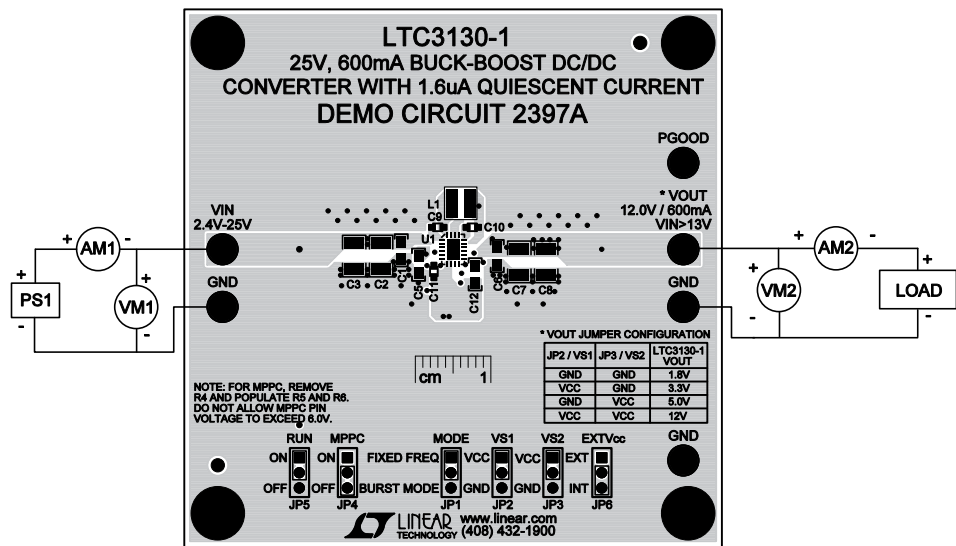 LTC3130-1
25V, 600mA BUCK-BOOST DC/DC
CONVERTER WITH 1.6uA QUIESCENT CURRENT
DEMO CIRCUIT 2397A
PGOOD
* VOUT
12.0V / 600mA
VIN>13V
VIN
2.4V-25V
GND
GND
+ AM1 -
+ PS1 -
+ VM1 -
+ AM2 -
+ VM2 -
+ LOAD -
L1
C9
C10
U1
C3
C2
C1
C5
C11
C12
C6
C7
C8
cm 1
* VOUT JUMPER CONFIGURATION
JP2 / VS1 JP3 / VS2 LTC3130-1 VOUT
GND GND 1.8V
VCC GND 3.3V
GND VCC 5.0V
VCC VCC 12V
NOTE: FOR MPPC, REMOVE
R4 AND POPULATE R5 AND R6.
DO NOT ALLOW MPPC PIN
VOLTAGE TO EXCEED 6.0V.
GND
RUN MPPC MODE VS1 VS2 EXTVcc
ON ON FIXED FREQ VCC VCC EXT
OFF OFF BURST MODE GND GND INT
JP5 JP4 JP1 JP2 JP3 JP6
LT LINEAR TECHNOLOGY
www.linear.com
(408) 432-1900